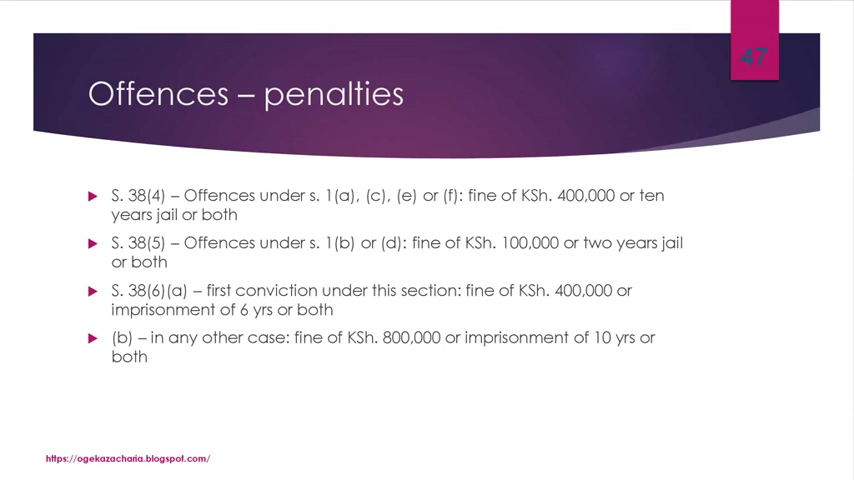 47
Offences – penalties
S. 38(4) – Offences under s. 1(a), (c), (e) or (f): fine of KSh. 400,000 or ten
years jail or both
S. 38(5) – Offences under s. 1(b) or (d): fine of KSh. 100,000 or two years jail
or both
S. 38(6)(a) – first conviction under this section: fine of KSh. 400,000 or
imprisonment of 6 yrs or both
(b) – in any other case: fine of KSh. 800,000 or imprisonment of 10 yrs or
both
https://ogekazacharia.blogspot.com/